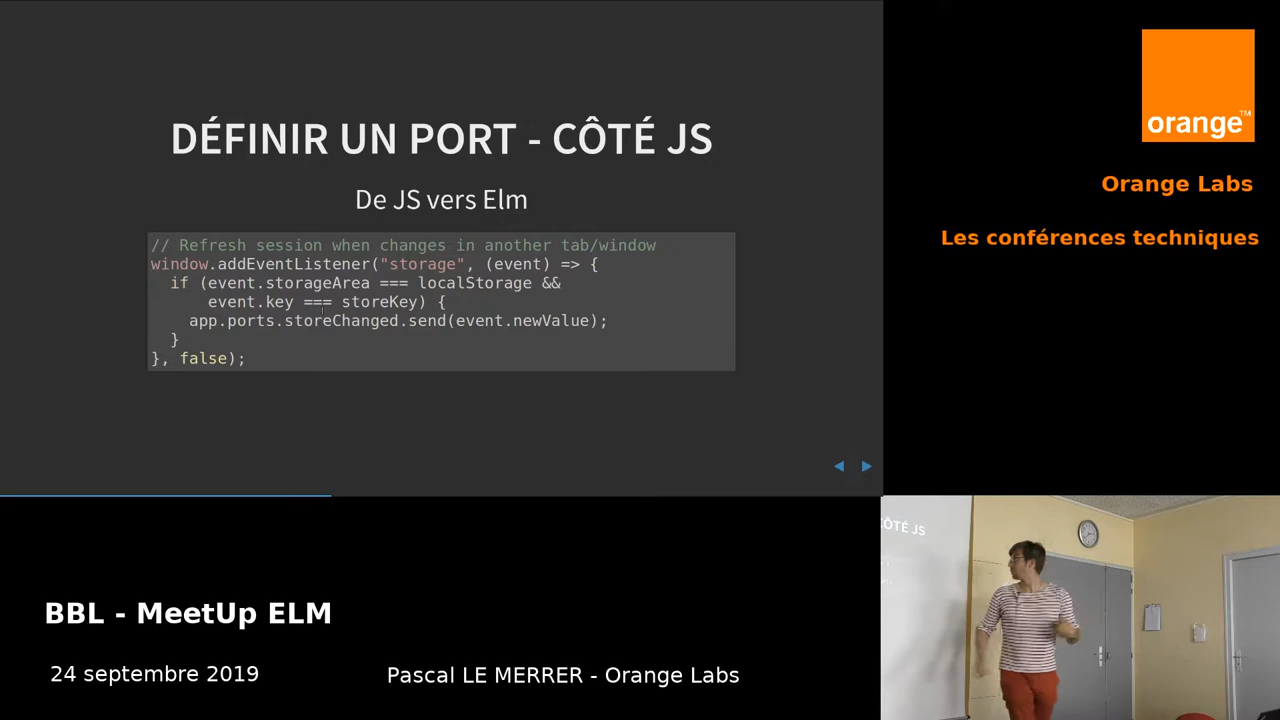 DÉFINIR UN PORT - CÔTÉ JS
De JS vers Elm
// Refresh session when changes in another tab/window
window.addEventListener("storage", (event) => {
  if (event.storageArea === localStorage &&
      event.key === storeKey) {
    app.ports.storeChanged.send(event.newValue);
  }
}, false);
orange™
Orange Labs
Les conférences techniques
CÔTÉ JS
BBL - MeetUp ELM
24 septembre 2019
Pascal LE MERRER - Orange Labs